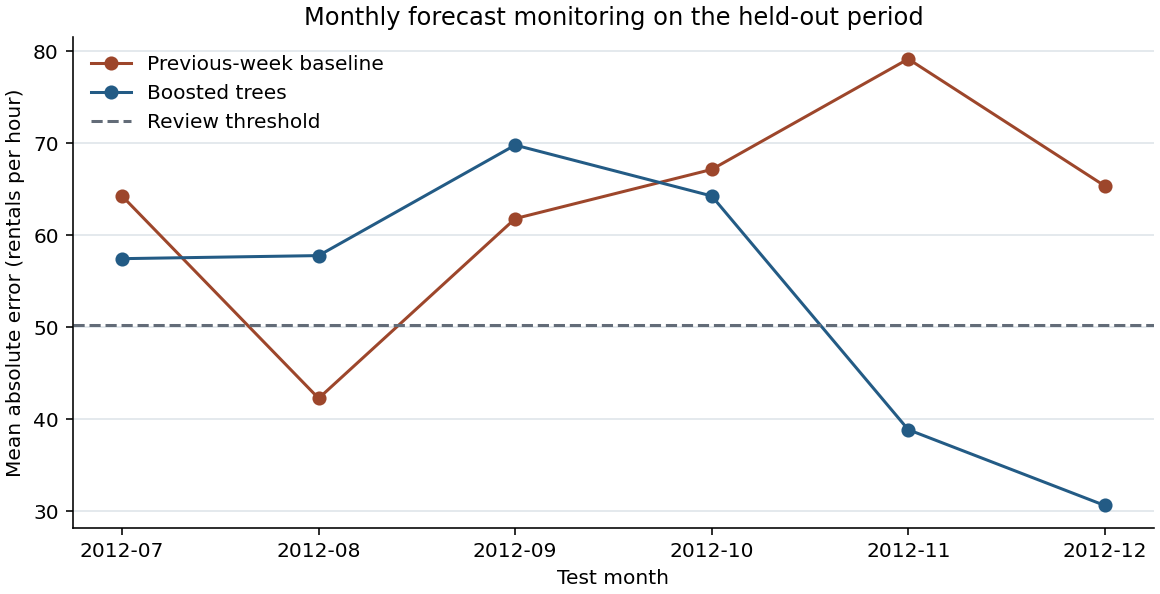 Monthly forecast monitoring on the held-out period
Previous-week baseline
Boosted trees
Review threshold
Mean absolute error (rentals per hour)
80
70
60
50
40
30
2012-07 2012-08 2012-09 2012-10 2012-11 2012-12
Test month